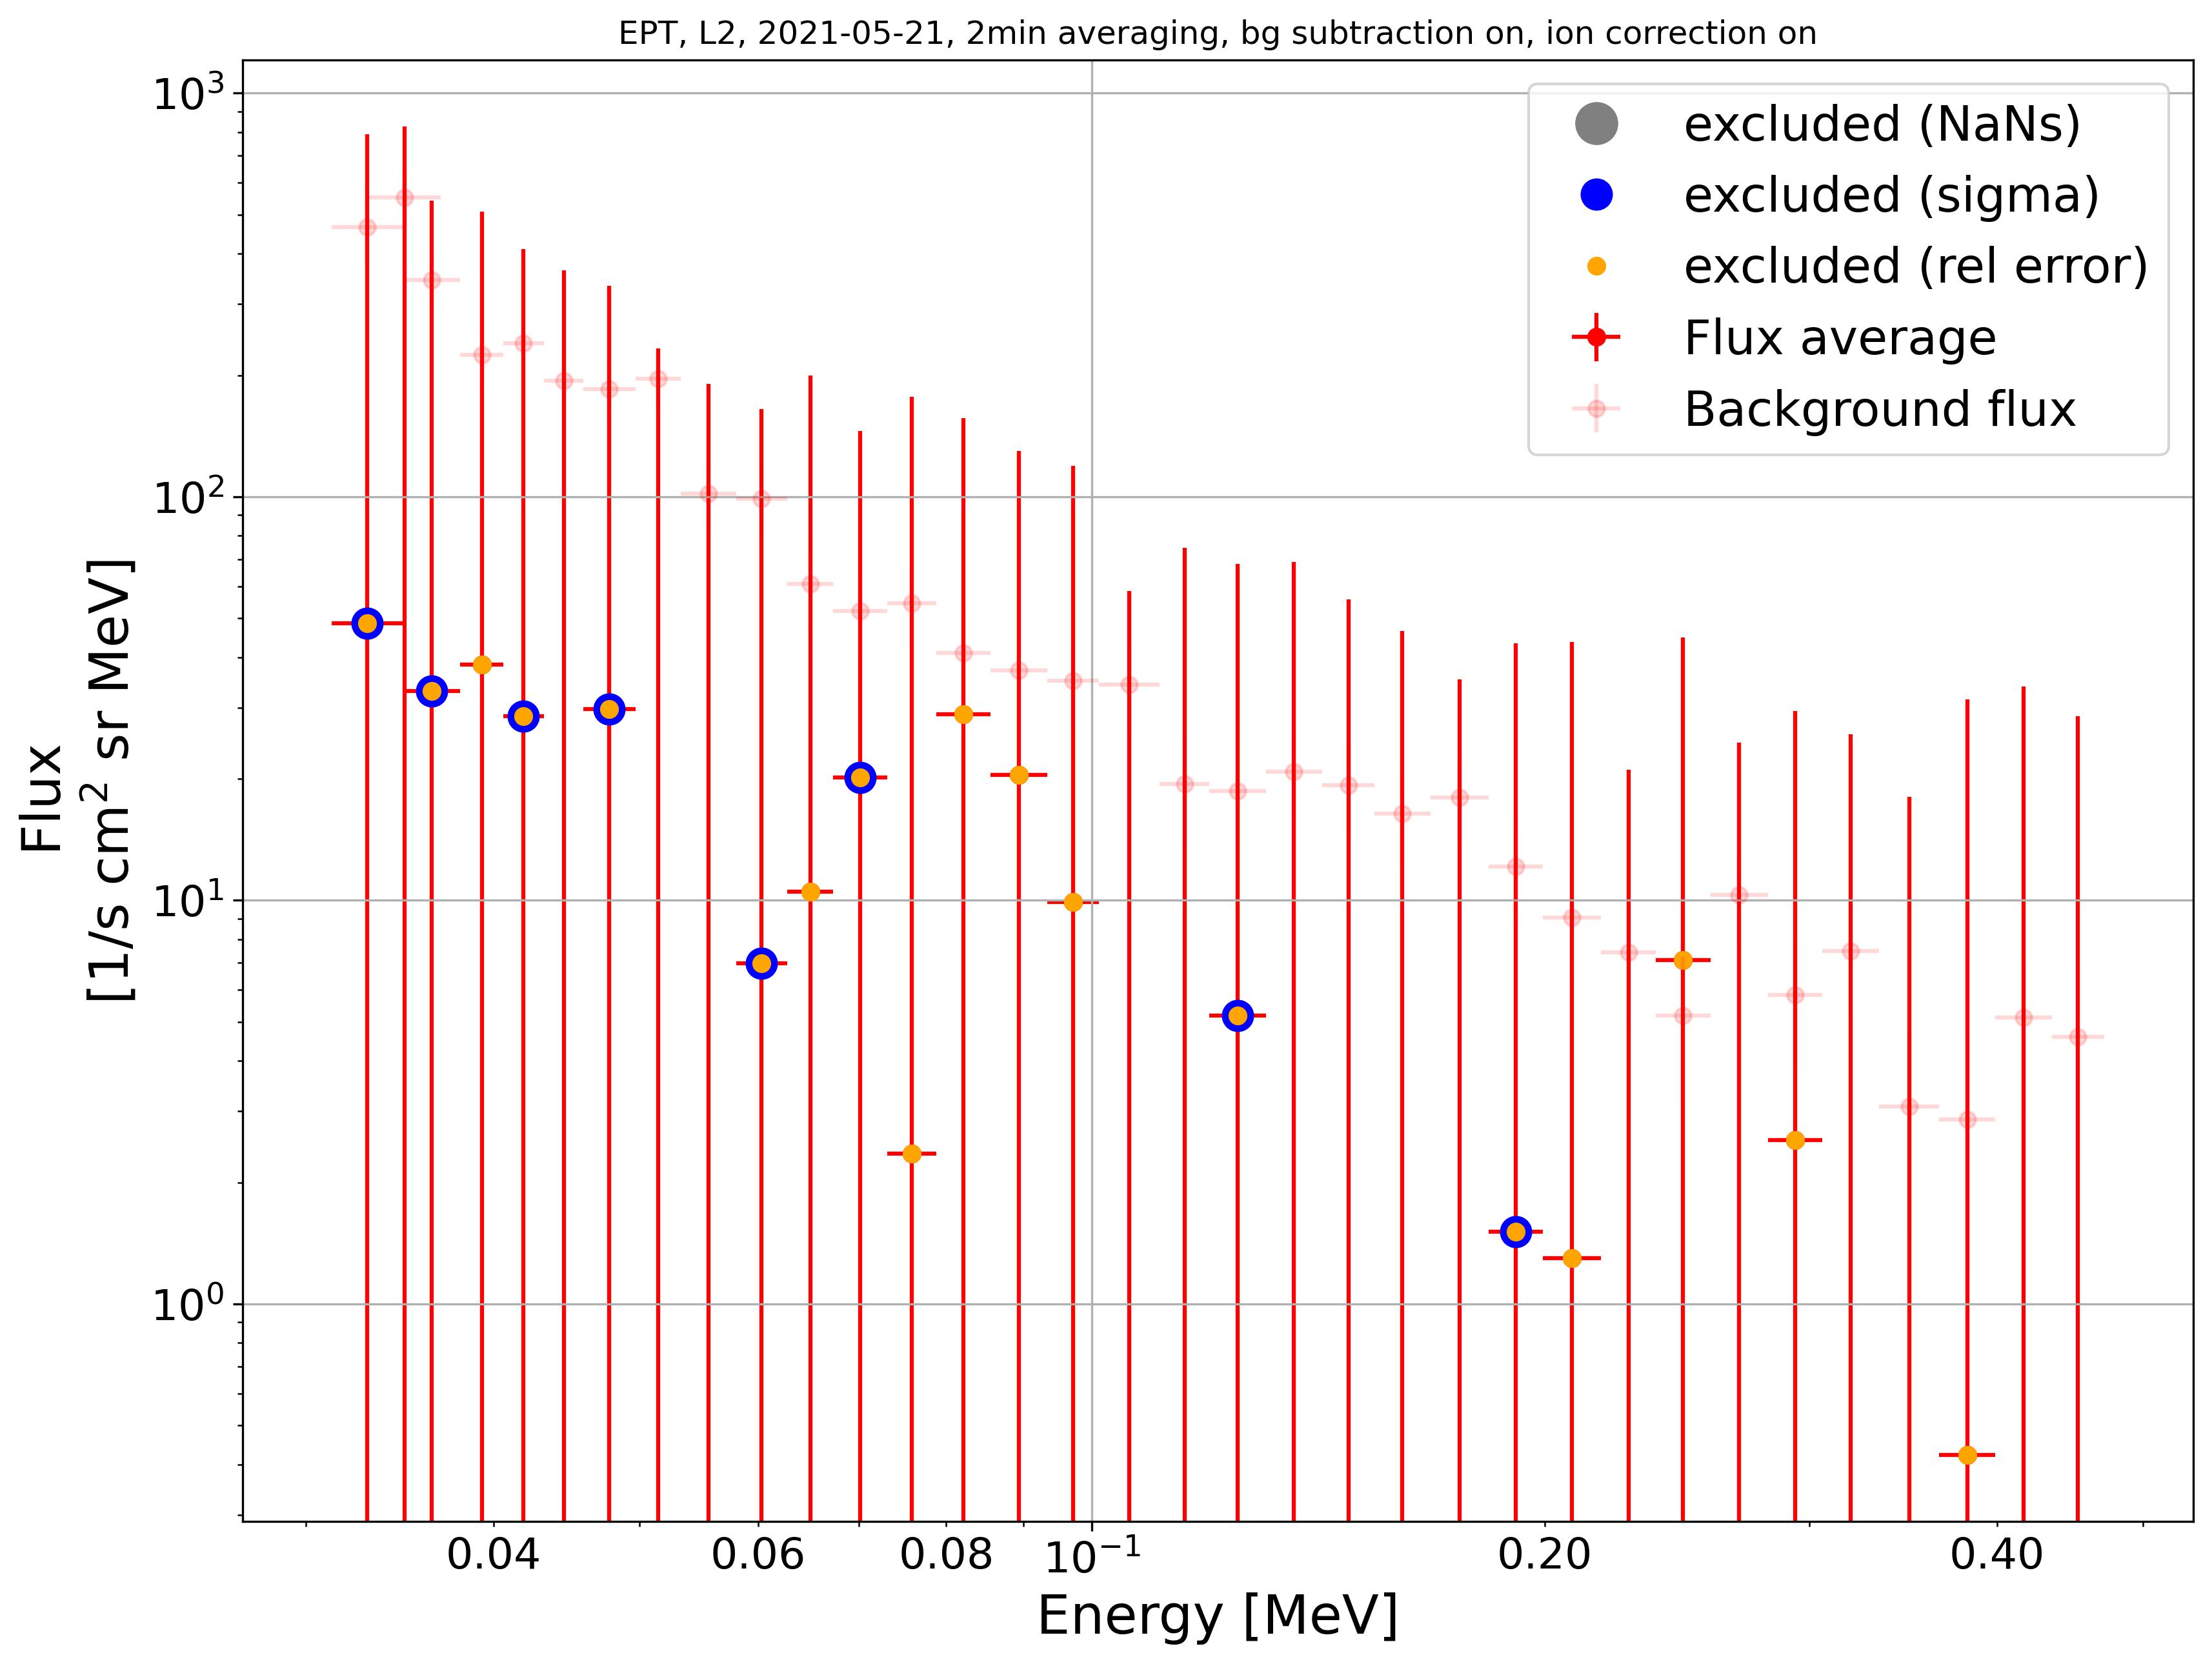 EPT, L2, 2021-05-21, 2min averaging, bg subtraction on, ion correction on
excluded (NaNs)
excluded (sigma)
excluded (rel error)
Flux average
Background flux
10³
10²
10¹
10⁰
Flux
[1/s cm² sr MeV]
0.04 0.06 0.08 10⁻¹ 0.20 0.40
Energy [MeV]